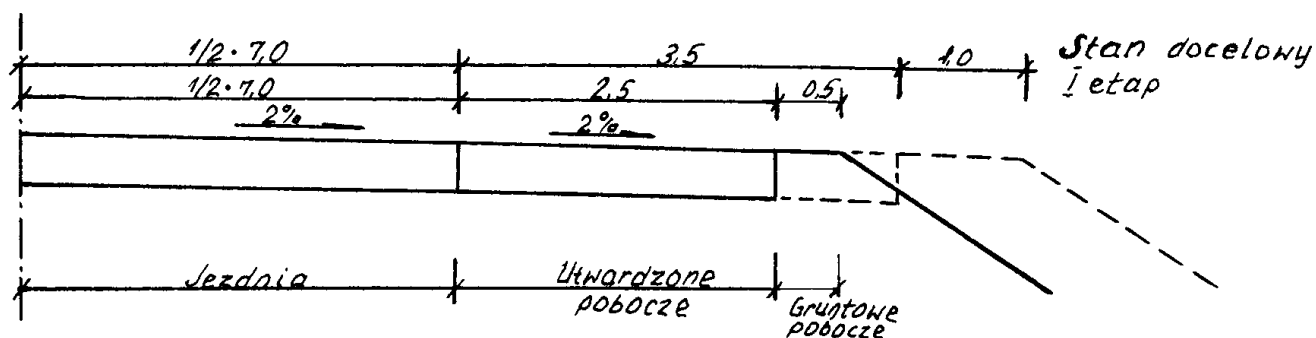 1/2·7,0 3,5 1,0 Stan docelowy
1/2·7,0 2,5 0,5 I etap
2% 2%
Jezdnia Utwardzone pobocze Gruntowe pobocze